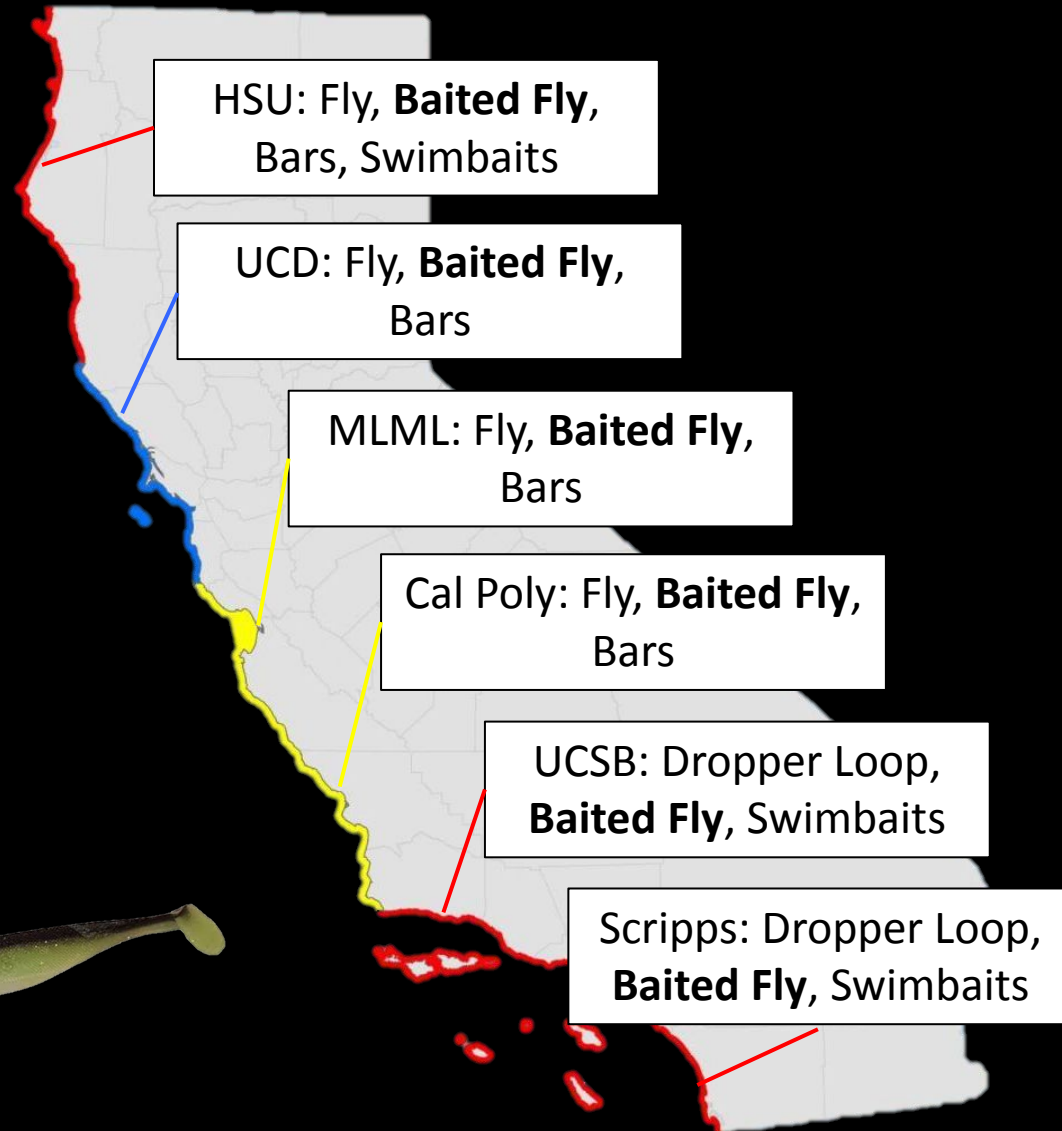 HSU: Fly, Baited Fly,
Bars, Swimbaits
UCD: Fly, Baited Fly,
Bars
MLML: Fly, Baited Fly,
Bars
Cal Poly: Fly, Baited Fly,
Bars
UCSB: Dropper Loop,
Baited Fly, Swimbaits
Scripps: Dropper Loop,
Baited Fly, Swimbaits